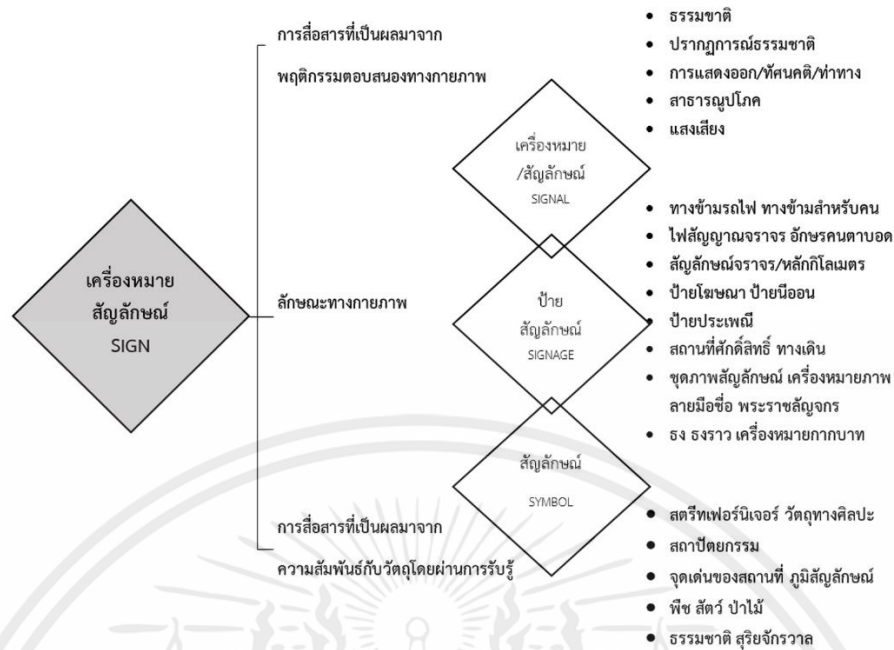 เครื่องหมาย
สัญลักษณ์
SIGN
การสื่อสารที่เป็นผลมาจาก
พฤติกรรมตอบสนองทางกายภาพ
ลักษณะทางกายภาพ
การสื่อสารที่เป็นผลมาจาก
ความสัมพันธ์กับวัตถุโดยผ่านการรับรู้
เครื่องหมาย
/สัญลักษณ์
SIGNAL
ป้าย
สัญลักษณ์
SIGNAGE
สัญลักษณ์
SYMBOL
• ธรรมชาติ
• ปรากฏการณ์ธรรมชาติ
• การแสดงออก/ทัศนคติ/ท่าทาง
• สาธารณูปโภค
• แสงเสียง
• ทางข้ามรถไฟ ทางข้ามสำหรับคน
• ไฟสัญญาณจราจร อักษรคนตาบอด
• สัญลักษณ์จราจร/หลักกิโลเมตร
• ป้ายโฆษณา ป้ายนีออน
• ป้ายประเพณี
• สถานที่ศักดิ์สิทธิ์ ทางเดิน
• ชุดภาพสัญลักษณ์ เครื่องหมายภาพ
ลายมือชื่อ พระราชลัญจกร
• ธง ธงราว เครื่องหมายกากบาท
• สตรีทเฟอร์นิเจอร์ วัตถุทางศิลปะ
• สถาปัตยกรรม
• จุดเด่นของสถานที่ ภูมิสัญลักษณ์
• พืช สัตว์ ป่าไม้
• ธรรมชาติ สุริยจักรวาล